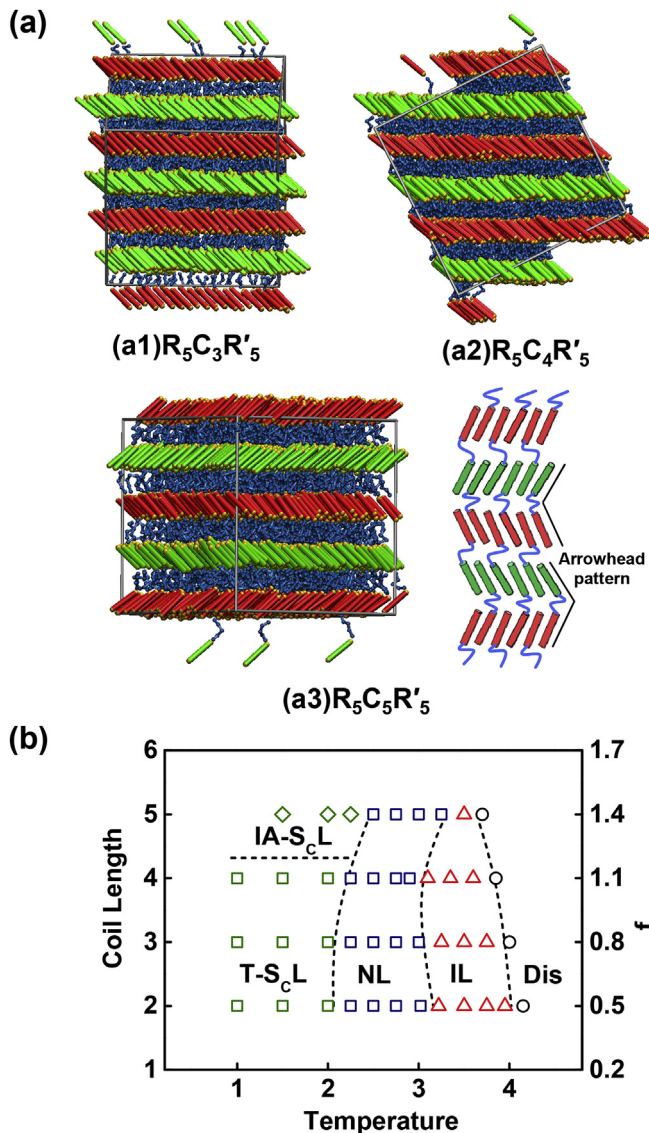 (a)
(a1)R₅C₃R′₅
(a2)R₅C₄R′₅
Arrowhead
pattern
(a3)R₅C₅R′₅
(b)
6
5
4
3
2
1
Coil Length
1.7
1.4
1.1
0.8
0.5
0.2
f
IA-S_CL
T-S_CL
NL
IL
Dis
1
2
3
4
Temperature